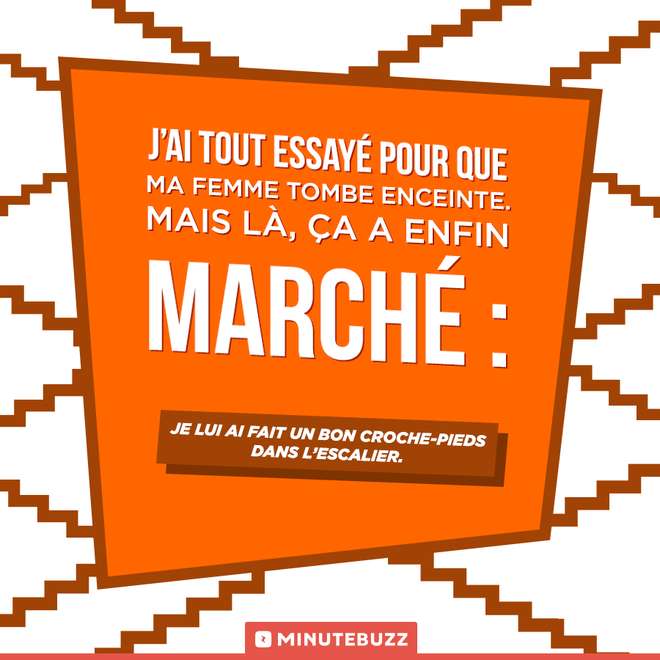 J'AI TOUT ESSAYÉ POUR QUE
MA FEMME TOMBE ENCEINTE.
MAIS LÀ, ÇA A ENFIN
MARCHÉ :
JE LUI AI FAIT UN BON CROCHE-PIEDS
DANS L'ESCALIER.
MINUTEBUZZ